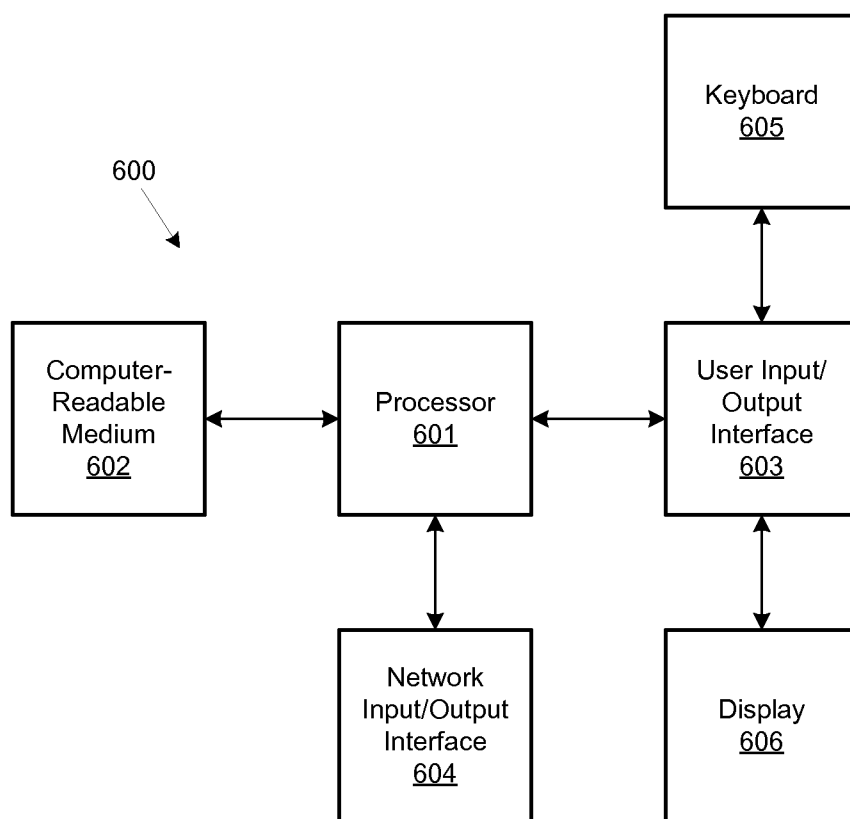 Keyboard
605
600
Computer-
Readable
Medium
602
Processor
601
User Input/
Output
Interface
603
Network
Input/Output
Interface
604
Display
606